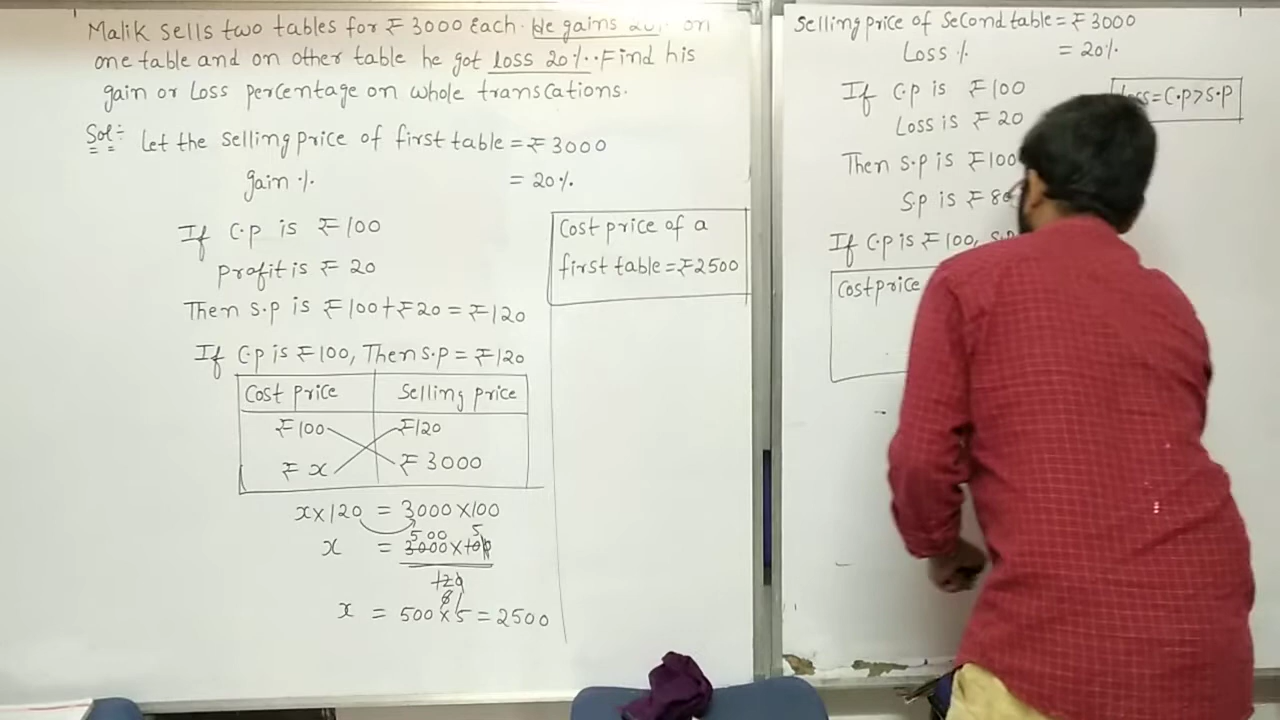 Malik sells two tables for ₹ 3000 each. He gains 20% on
one table and on other table he got loss 20%. Find his
gain or Loss percentage on whole transcations.
Sol:- Let the selling price of first table = ₹ 3000
gain % = 20%
If C.p is ₹ 100
profit is ₹ 20
Then s.p is ₹100+₹20 = ₹120
If C.p is ₹100, Then s.p = ₹120
Cost price Selling price
₹100 ₹120
₹ x ₹ 3000
x×120 = 3000×100
x = 3000×100
500 5
120
6
x = 500×5 = 2500
Cost price of a
first table = ₹2500
Selling price of Second table = ₹ 3000
Loss % = 20%
If C.p is ₹100
Loss is ₹ 20
Then s.p is ₹100
S.p is ₹80
If C.p is ₹100, S.p
Cost price
Loss = C.p>S.p